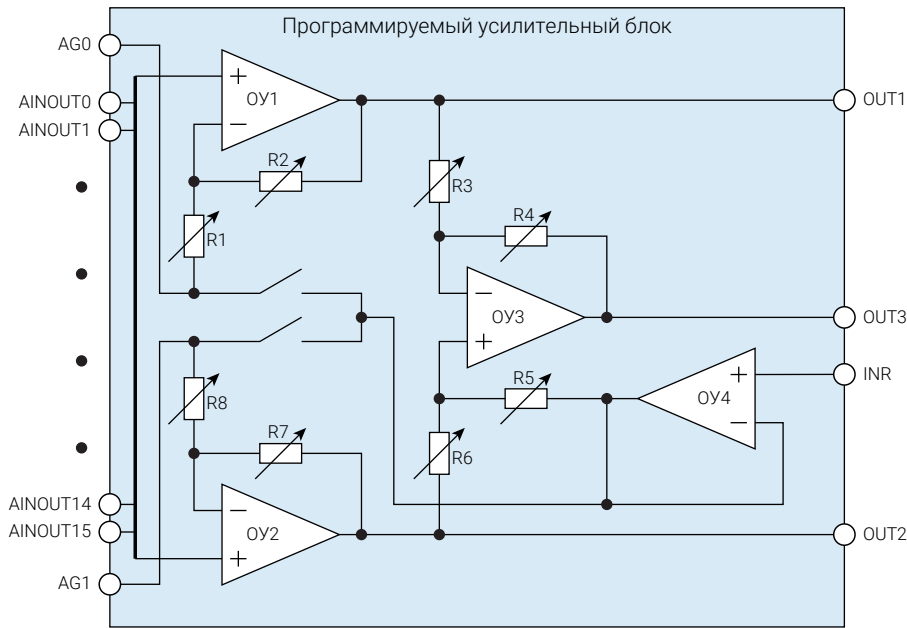 Программируемый усилительный блок
AG0
AINOUT0
AINOUT1
AINOUT14
AINOUT15
AG1
ОУ1
R2
R1
R3
R4
ОУ3
R5
ОУ4
R8
R7
R6
ОУ2
OUT1
OUT3
INR
OUT2